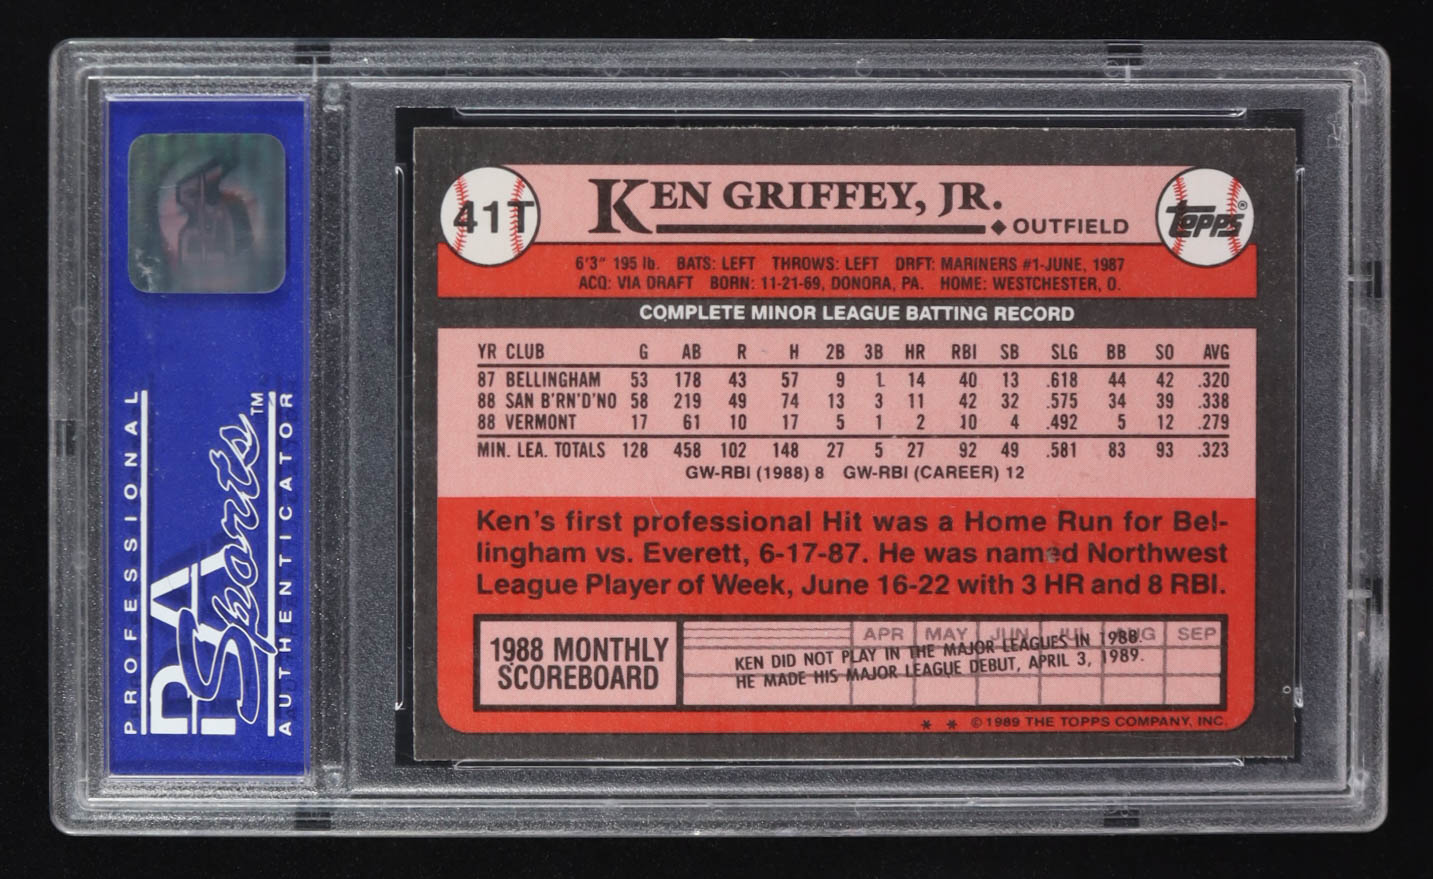 PROFESSIONAL
PA
Sports™
AUTHENTICATOR
41T
KEN GRIFFEY, JR.
◆ OUTFIELD
Topps®
6'3" 195 lb. BATS: LEFT THROWS: LEFT DRFT: MARINERS #1-JUNE, 1987
ACQ: VIA DRAFT BORN: 11-21-69, DONORA, PA. HOME: WESTCHESTER, O.
COMPLETE MINOR LEAGUE BATTING RECORD
YR CLUB G AB R H 2B 3B HR RBI SB SLG BB SO AVG
87 BELLINGHAM 53 178 43 57 9 1 14 40 13 .618 44 42 .320
88 SAN B'RN'D'NO 58 219 49 74 13 3 11 42 32 .575 34 39 .338
88 VERMONT 17 61 10 17 5 1 2 10 4 .492 5 12 .279
MIN. LEA. TOTALS 128 458 102 148 27 5 27 92 49 .581 83 93 .323
GW-RBI (1988) 8 GW-RBI (CAREER) 12
Ken's first professional Hit was a Home Run for Bel-
lingham vs. Everett, 6-17-87. He was named Northwest
League Player of Week, June 16-22 with 3 HR and 8 RBI.
1988 MONTHLY
SCOREBOARD
APR MAY JUN JUL AUG SEP
KEN DID NOT PLAY IN THE MAJOR LEAGUES IN 1988.
HE MADE HIS MAJOR LEAGUE DEBUT, APRIL 3, 1989.
* * © 1989 THE TOPPS COMPANY, INC.